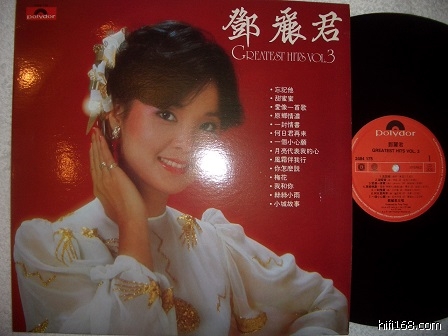 polydor
鄧麗君
GREATEST HITS VOL.3
・忘記他
・甜蜜蜜
・愛像一首歌
・原鄉情濃
・一封情書
・何日君再來
・一個小心願
・月亮代表我的心
・風霜伴我行
・你怎麼說
・梅花
・我和你
・絲絲小雨
・小城故事
polydor
鄧麗君
GREATEST HITS VOL. 3
hifi168.com